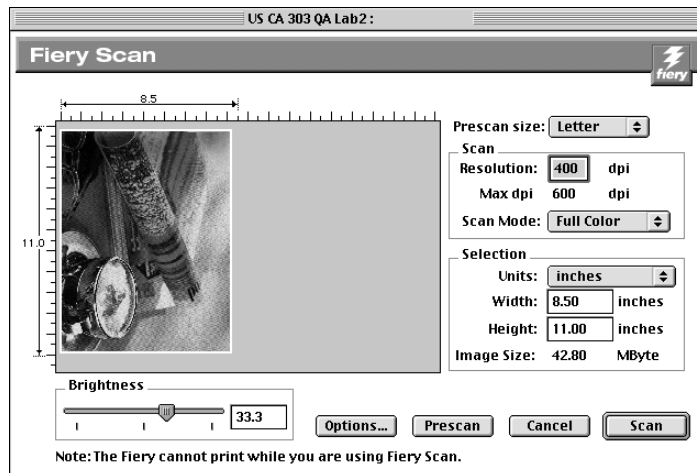 US CA 303 QA Lab2 :
Fiery Scan
fiery
8.5
11.0
Prescan size: Letter
Scan
Resolution: 400 dpi
Max dpi 600 dpi
Scan Mode: Full Color
Selection
Units: inches
Width: 8.50 inches
Height: 11.00 inches
Image Size: 42.80 MByte
Brightness
33.3
Options... Prescan Cancel Scan
Note: The Fiery cannot print while you are using Fiery Scan.